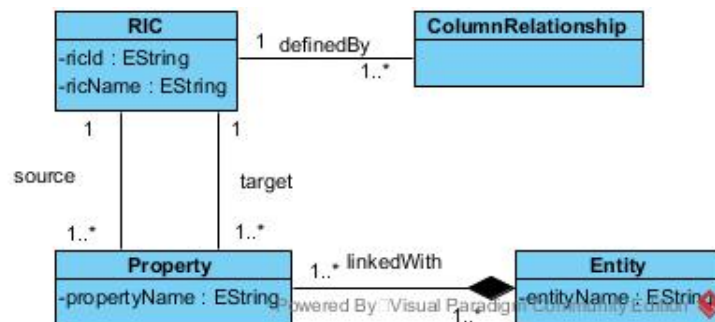 RIC
-ricId : EString
-ricName : EString
1
definedBy
1..*
ColumnRelationship
1
1
source
target
1..*
1..*
Property
-propertyName : EString
1..*
linkedWith
1..*
Entity
-entityName : EString
Powered By Visual Paradigm Community Edition